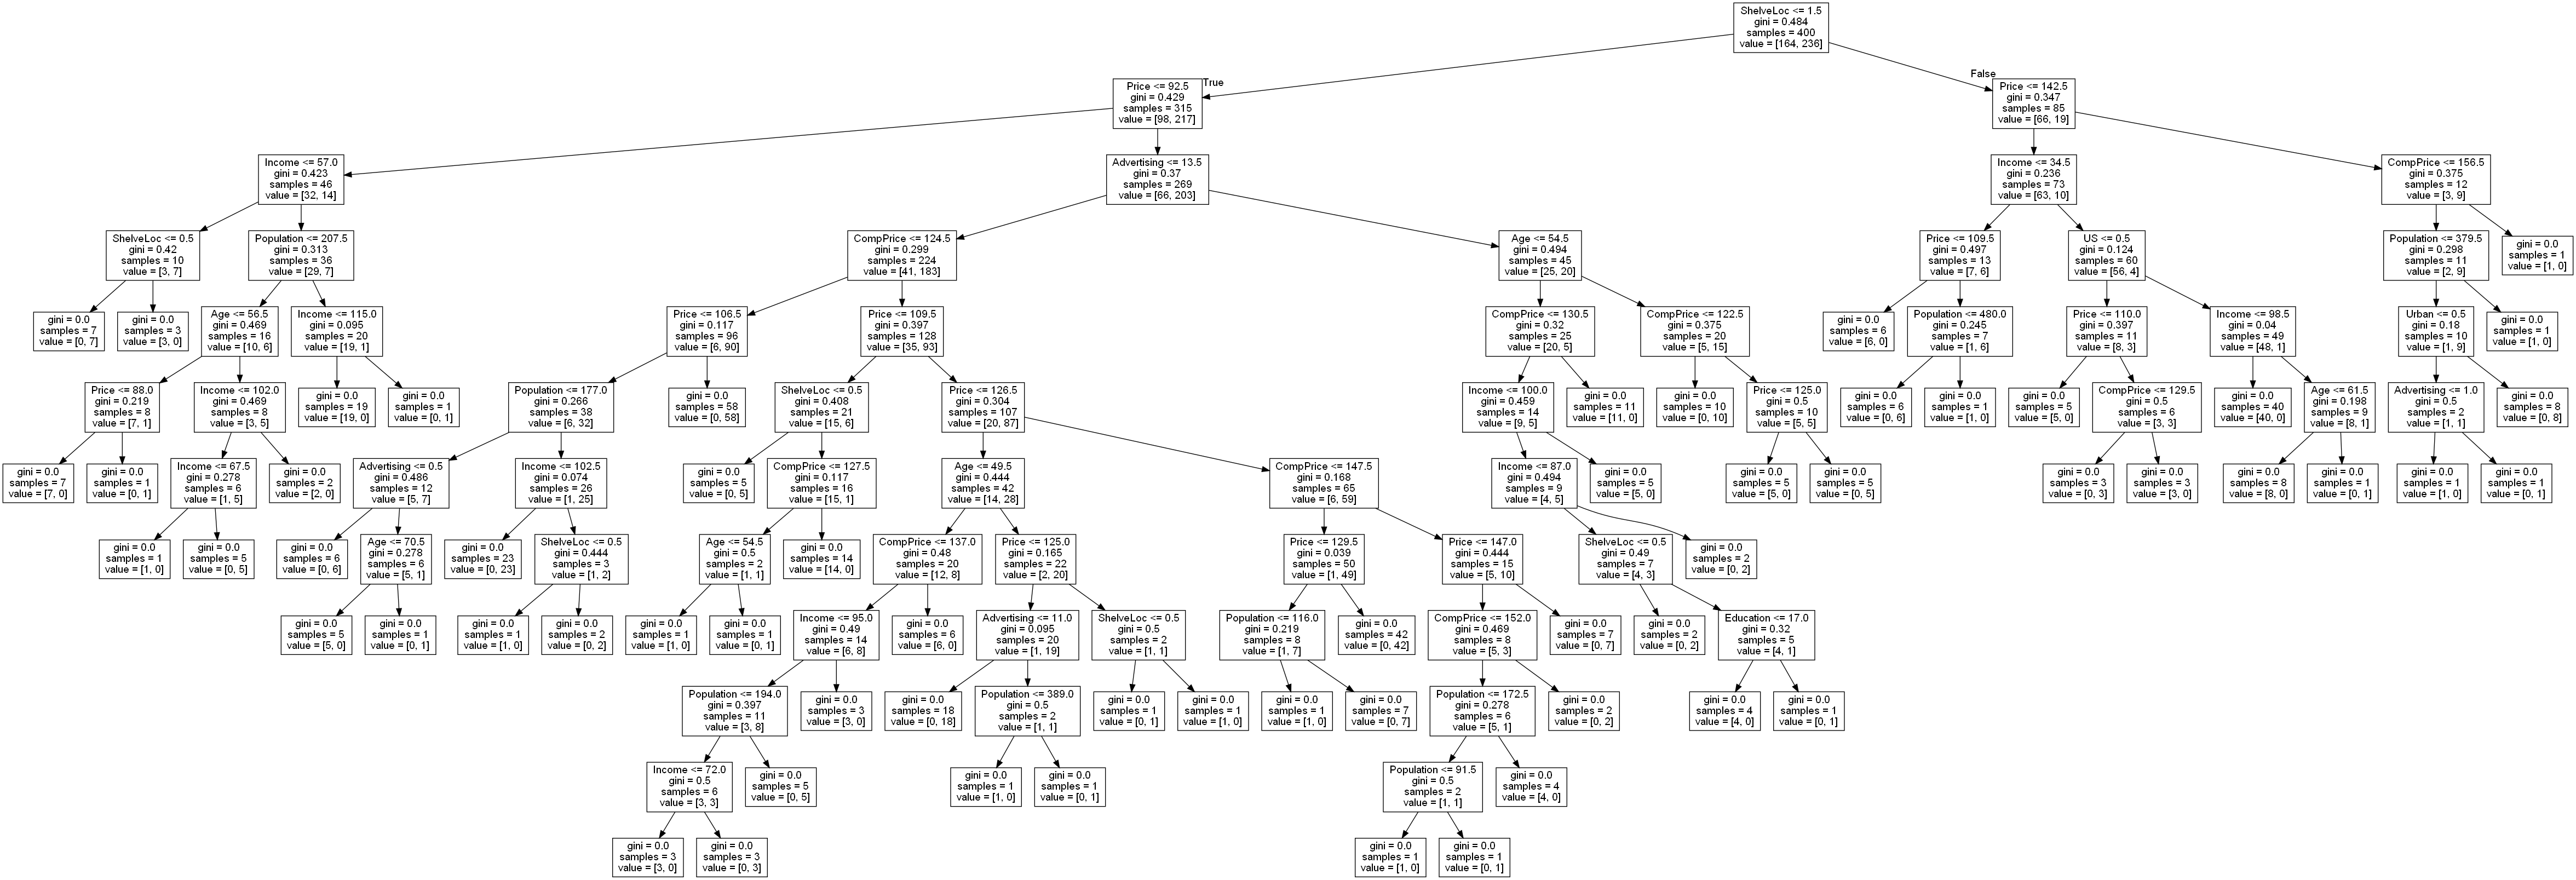 ShelveLoc <= 1.5
gini = 0.484
samples = 400
value = [164, 236]
True
False
Price <= 92.5
gini = 0.429
samples = 315
value = [98, 217]
Price <= 142.5
gini = 0.347
samples = 85
value = [66, 19]
Income <= 57.0
gini = 0.423
samples = 46
value = [32, 14]
Advertising <= 13.5
gini = 0.37
samples = 269
value = [66, 203]
Income <= 34.5
gini = 0.236
samples = 73
value = [63, 10]
CompPrice <= 156.5
gini = 0.375
samples = 12
value = [3, 9]
ShelveLoc <= 0.5
gini = 0.42
samples = 10
value = [3, 7]
Population <= 207.5
gini = 0.313
samples = 36
value = [29, 7]
CompPrice <= 124.5
gini = 0.299
samples = 224
value = [41, 183]
Age <= 54.5
gini = 0.494
samples = 45
value = [25, 20]
Price <= 109.5
gini = 0.497
samples = 13
value = [7, 6]
US <= 0.5
gini = 0.124
samples = 60
value = [56, 4]
Population <= 379.5
gini = 0.298
samples = 11
value = [2, 9]
gini = 0.0
samples = 1
value = [1, 0]
gini = 0.0
samples = 7
value = [0, 7]
gini = 0.0
samples = 3
value = [3, 0]
Age <= 56.5
gini = 0.469
samples = 16
value = [10, 6]
Income <= 115.0
gini = 0.095
samples = 20
value = [19, 1]
Price <= 106.5
gini = 0.117
samples = 96
value = [6, 90]
Price <= 109.5
gini = 0.397
samples = 128
value = [35, 93]
CompPrice <= 130.5
gini = 0.32
samples = 25
value = [20, 5]
CompPrice <= 122.5
gini = 0.375
samples = 20
value = [5, 15]
gini = 0.0
samples = 6
value = [6, 0]
Population <= 480.0
gini = 0.245
samples = 7
value = [1, 6]
Price <= 110.0
gini = 0.397
samples = 11
value = [8, 3]
Income <= 98.5
gini = 0.04
samples = 49
value = [48, 1]
Urban <= 0.5
gini = 0.18
samples = 10
value = [1, 9]
gini = 0.0
samples = 1
value = [1, 0]
Price <= 88.0
gini = 0.219
samples = 8
value = [7, 1]
Income <= 102.0
gini = 0.469
samples = 8
value = [3, 5]
gini = 0.0
samples = 19
value = [19, 0]
gini = 0.0
samples = 1
value = [0, 1]
Population <= 177.0
gini = 0.266
samples = 38
value = [6, 32]
gini = 0.0
samples = 58
value = [0, 58]
ShelveLoc <= 0.5
gini = 0.408
samples = 21
value = [15, 6]
Price <= 126.5
gini = 0.304
samples = 107
value = [20, 87]
Income <= 100.0
gini = 0.459
samples = 14
value = [9, 5]
gini = 0.0
samples = 11
value = [11, 0]
gini = 0.0
samples = 10
value = [0, 10]
Price <= 125.0
gini = 0.5
samples = 10
value = [5, 5]
gini = 0.0
samples = 6
value = [0, 6]
gini = 0.0
samples = 1
value = [1, 0]
gini = 0.0
samples = 5
value = [5, 0]
CompPrice <= 129.5
gini = 0.5
samples = 6
value = [3, 3]
gini = 0.0
samples = 40
value = [40, 0]
Age <= 61.5
gini = 0.198
samples = 9
value = [8, 1]
Advertising <= 1.0
gini = 0.5
samples = 2
value = [1, 1]
gini = 0.0
samples = 8
value = [0, 8]
gini = 0.0
samples = 7
value = [7, 0]
gini = 0.0
samples = 1
value = [0, 1]
Income <= 67.5
gini = 0.278
samples = 6
value = [1, 5]
gini = 0.0
samples = 2
value = [2, 0]
Advertising <= 0.5
gini = 0.486
samples = 12
value = [5, 7]
Income <= 102.5
gini = 0.074
samples = 26
value = [1, 25]
gini = 0.0
samples = 5
value = [0, 5]
CompPrice <= 127.5
gini = 0.117
samples = 16
value = [15, 1]
Age <= 49.5
gini = 0.444
samples = 42
value = [14, 28]
CompPrice <= 147.5
gini = 0.168
samples = 65
value = [6, 59]
Income <= 87.0
gini = 0.494
samples = 9
value = [4, 5]
gini = 0.0
samples = 5
value = [5, 0]
gini = 0.0
samples = 5
value = [5, 0]
gini = 0.0
samples = 5
value = [0, 5]
gini = 0.0
samples = 3
value = [0, 3]
gini = 0.0
samples = 3
value = [3, 0]
gini = 0.0
samples = 8
value = [8, 0]
gini = 0.0
samples = 1
value = [0, 1]
gini = 0.0
samples = 1
value = [1, 0]
gini = 0.0
samples = 1
value = [0, 1]
gini = 0.0
samples = 1
value = [1, 0]
gini = 0.0
samples = 5
value = [0, 5]
gini = 0.0
samples = 6
value = [0, 6]
Age <= 70.5
gini = 0.278
samples = 6
value = [5, 1]
gini = 0.0
samples = 23
value = [0, 23]
ShelveLoc <= 0.5
gini = 0.444
samples = 3
value = [1, 2]
Age <= 54.5
gini = 0.5
samples = 2
value = [1, 1]
gini = 0.0
samples = 14
value = [14, 0]
CompPrice <= 137.0
gini = 0.48
samples = 20
value = [12, 8]
Price <= 125.0
gini = 0.165
samples = 22
value = [2, 20]
Price <= 129.5
gini = 0.039
samples = 50
value = [1, 49]
Price <= 147.0
gini = 0.444
samples = 15
value = [5, 10]
ShelveLoc <= 0.5
gini = 0.49
samples = 7
value = [4, 3]
gini = 0.0
samples = 2
value = [0, 2]
gini = 0.0
samples = 5
value = [5, 0]
gini = 0.0
samples = 1
value = [0, 1]
gini = 0.0
samples = 1
value = [1, 0]
gini = 0.0
samples = 2
value = [0, 2]
gini = 0.0
samples = 1
value = [1, 0]
gini = 0.0
samples = 1
value = [0, 1]
Income <= 95.0
gini = 0.49
samples = 14
value = [6, 8]
gini = 0.0
samples = 6
value = [6, 0]
Advertising <= 11.0
gini = 0.095
samples = 20
value = [1, 19]
ShelveLoc <= 0.5
gini = 0.5
samples = 2
value = [1, 1]
Population <= 116.0
gini = 0.219
samples = 8
value = [1, 7]
gini = 0.0
samples = 42
value = [0, 42]
CompPrice <= 152.0
gini = 0.469
samples = 8
value = [5, 3]
gini = 0.0
samples = 7
value = [0, 7]
gini = 0.0
samples = 2
value = [0, 2]
Education <= 17.0
gini = 0.32
samples = 5
value = [4, 1]
Population <= 194.0
gini = 0.397
samples = 11
value = [3, 8]
gini = 0.0
samples = 3
value = [3, 0]
gini = 0.0
samples = 18
value = [0, 18]
Population <= 389.0
gini = 0.5
samples = 2
value = [1, 1]
gini = 0.0
samples = 1
value = [0, 1]
gini = 0.0
samples = 1
value = [1, 0]
gini = 0.0
samples = 1
value = [1, 0]
gini = 0.0
samples = 7
value = [0, 7]
Population <= 172.5
gini = 0.278
samples = 6
value = [5, 1]
gini = 0.0
samples = 2
value = [0, 2]
gini = 0.0
samples = 4
value = [4, 0]
gini = 0.0
samples = 1
value = [0, 1]
Income <= 72.0
gini = 0.5
samples = 6
value = [3, 3]
gini = 0.0
samples = 5
value = [0, 5]
gini = 0.0
samples = 1
value = [1, 0]
gini = 0.0
samples = 1
value = [0, 1]
Population <= 91.5
gini = 0.5
samples = 2
value = [1, 1]
gini = 0.0
samples = 4
value = [4, 0]
gini = 0.0
samples = 3
value = [3, 0]
gini = 0.0
samples = 3
value = [0, 3]
gini = 0.0
samples = 1
value = [1, 0]
gini = 0.0
samples = 1
value = [0, 1]